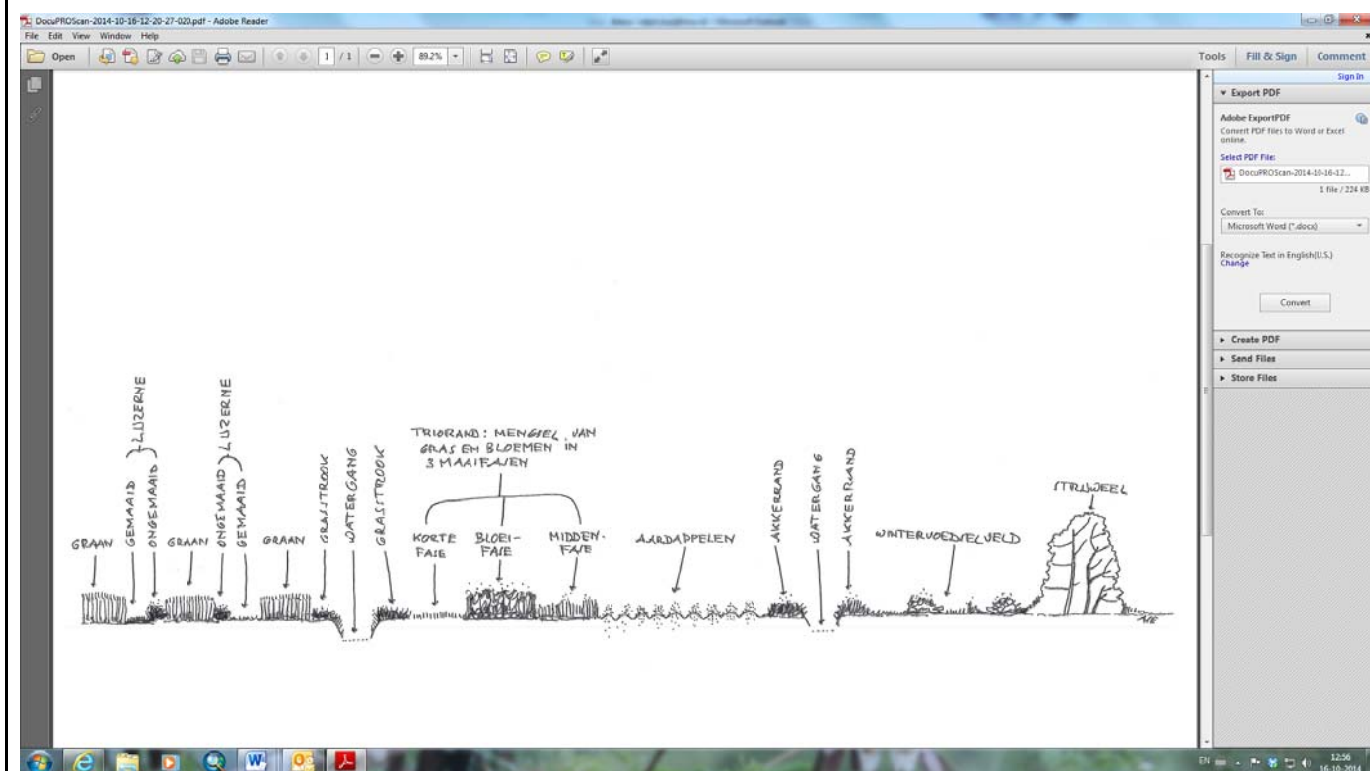 DocuPROScan-2014-10-16-12-20-27-020.pdf - Adobe Reader
File Edit View Window Help
Open
1 / 1
89.2%
Tools
Fill & Sign
Comment
Sign In
Export PDF
Adobe ExportPDF
Convert PDF files to Word or Excel
online.
Select PDF File:
DocuPROScan-2014-10-16-12...
1 file / 224 KB
Convert To:
Microsoft Word (*.docx)
Recognize Text in English(U.S.)
Change
Convert
Create PDF
Send Files
Store Files
GRAAN
GEMAAID
ONGEMAAID
LUZERNE
GRAAN
ONGEMAAID
GEMAAID
LUZERNE
GRAAN
GRASSTROOK
WATERGANG
GRASSTROOK
TRIORAND: MENGSEL VAN
GRAS EN BLOEMEN IN
3 MAAIFASEN
KORTE
FASE
BLOEI-
FASE
MIDDEN-
FASE
AARDAPPELEN
AKKERRAND
WATERGANG
AKKERRAND
WINTERVOEDSELVELD
STRUWEEL
EN
12:56
16-10-2014